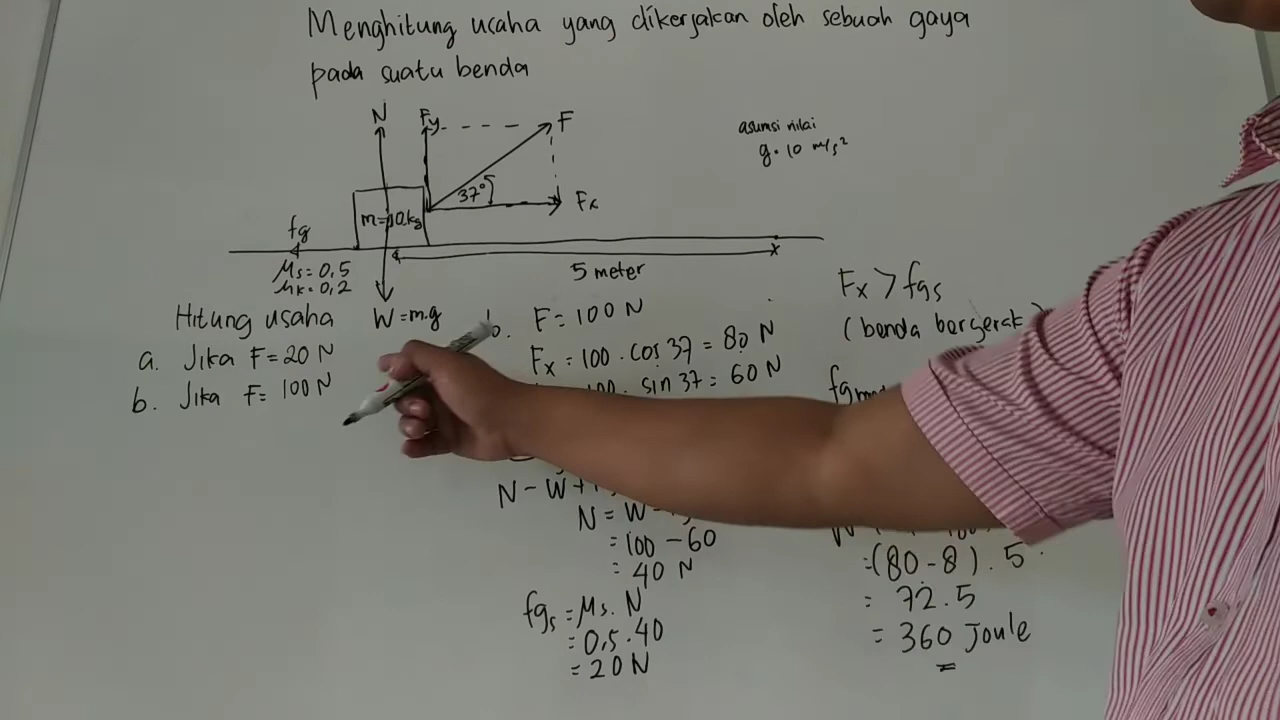 Menghitung usaha yang dikerjakan oleh sebuah gaya
pada suatu benda
N
Fy
F
37°
Fx
m=10kg
fg
μs=0,5
μk=0,2
5 meter
W=m.g
asumsi nilai
g=10 m/s²
Hitung usaha
a. Jika F=20 N
b. Jika F= 100 N
b. F= 100 N
Fx = 100 . cos 37 = 80 N
100 . sin 37 = 60 N
N - W +
N = W -
= 100 - 60
= 40 N
fgs = μs. N
= 0,5 . 40
= 20 N
Fx > fgs
(benda bergerak)
fg
W
=(80 - 8) . 5
= 72 . 5
= 360 Joule